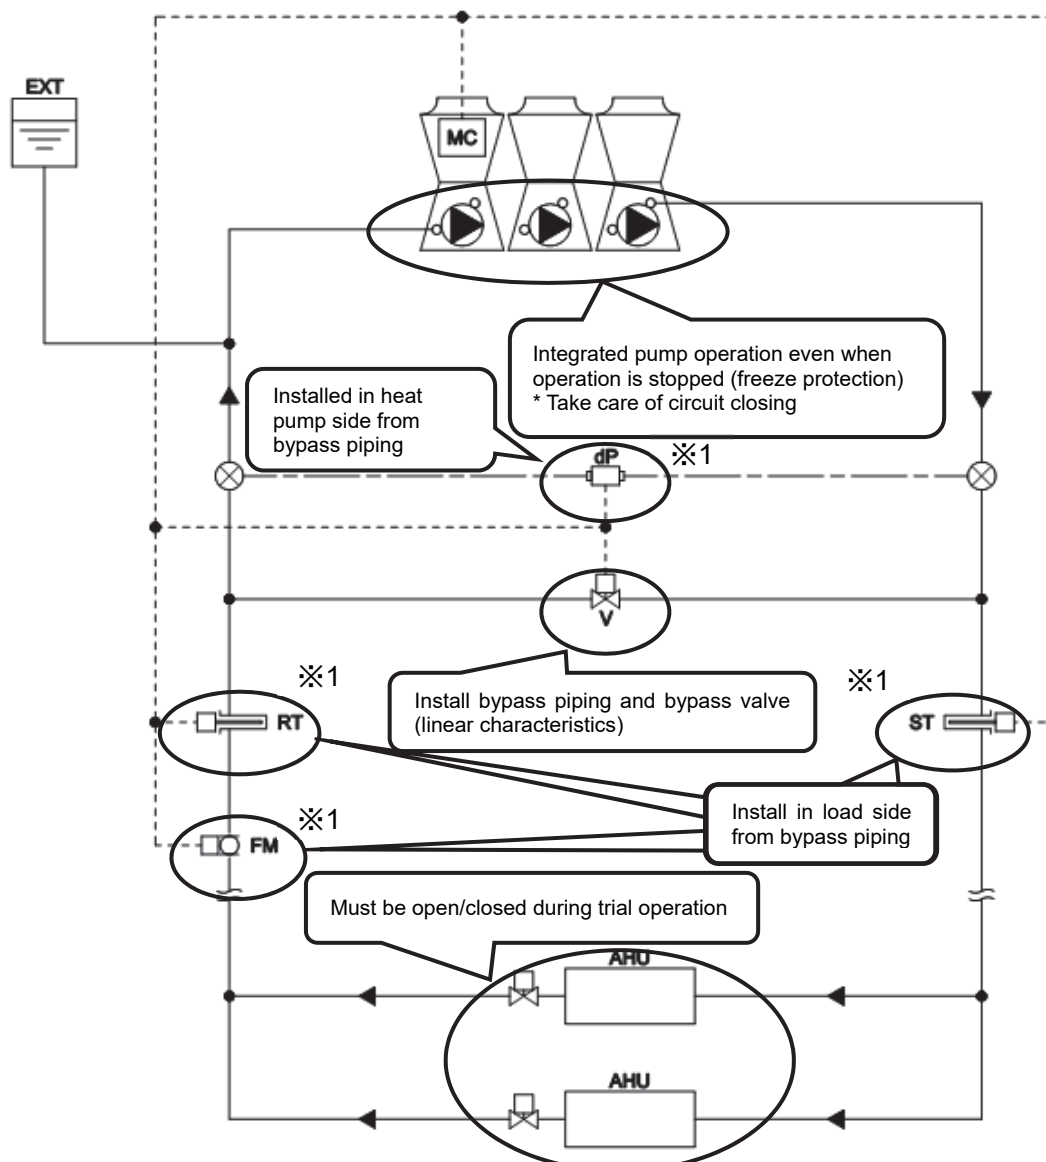 EXT
MC
Integrated pump operation even when
operation is stopped (freeze protection)
* Take care of circuit closing
Installed in heat
pump side from
bypass piping
dP
※1
V
Install bypass piping and bypass valve
(linear characteristics)
※1
RT
※1
ST
Install in load side
from bypass piping
※1
FM
Must be open/closed during trial operation
AHU
AHU